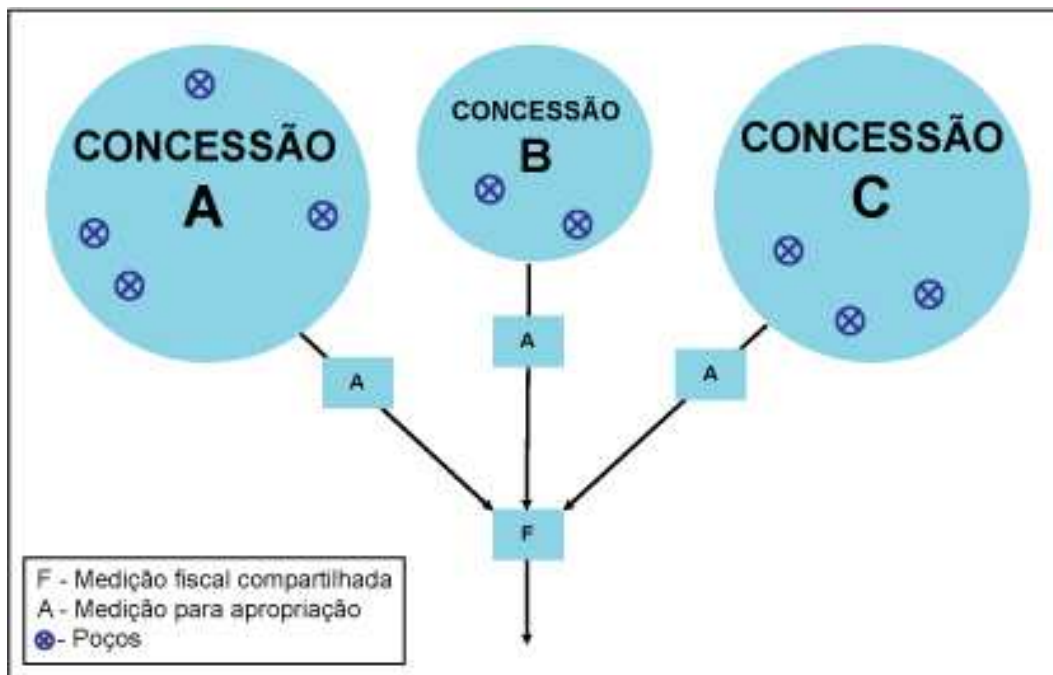 CONCESSÃO
A
CONCESSÃO
B
CONCESSÃO
C
A
A
A
F
F - Medição fiscal compartilhada
A - Medição para apropriação
- Poços